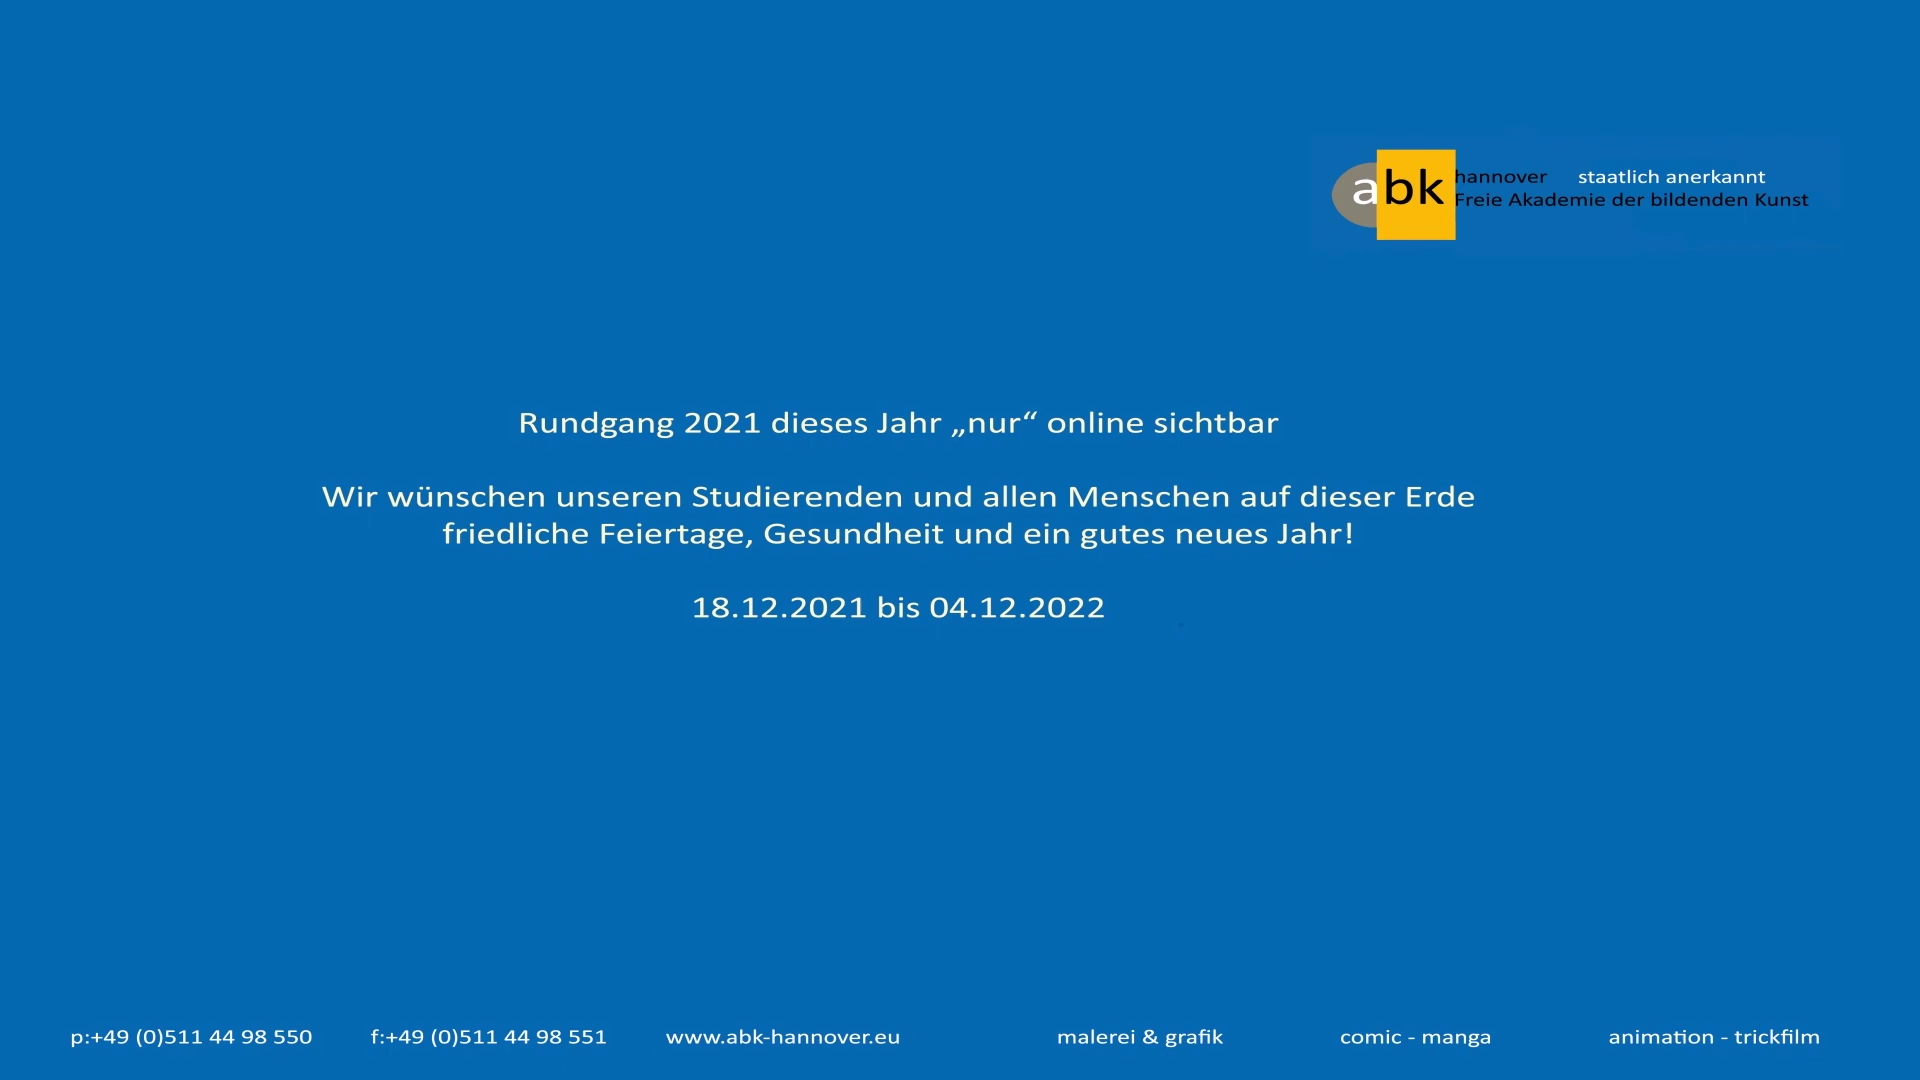 abk
hannover staatlich anerkannt
Freie Akademie der bildenden Kunst
Rundgang 2021 dieses Jahr „nur“ online sichtbar
Wir wünschen unseren Studierenden und allen Menschen auf dieser Erde
friedliche Feiertage, Gesundheit und ein gutes neues Jahr!
18.12.2021 bis 04.12.2022
p:+49 (0)511 44 98 550 f:+49 (0)511 44 98 551 www.abk-hannover.eu malerei & grafik comic - manga animation - trickfilm